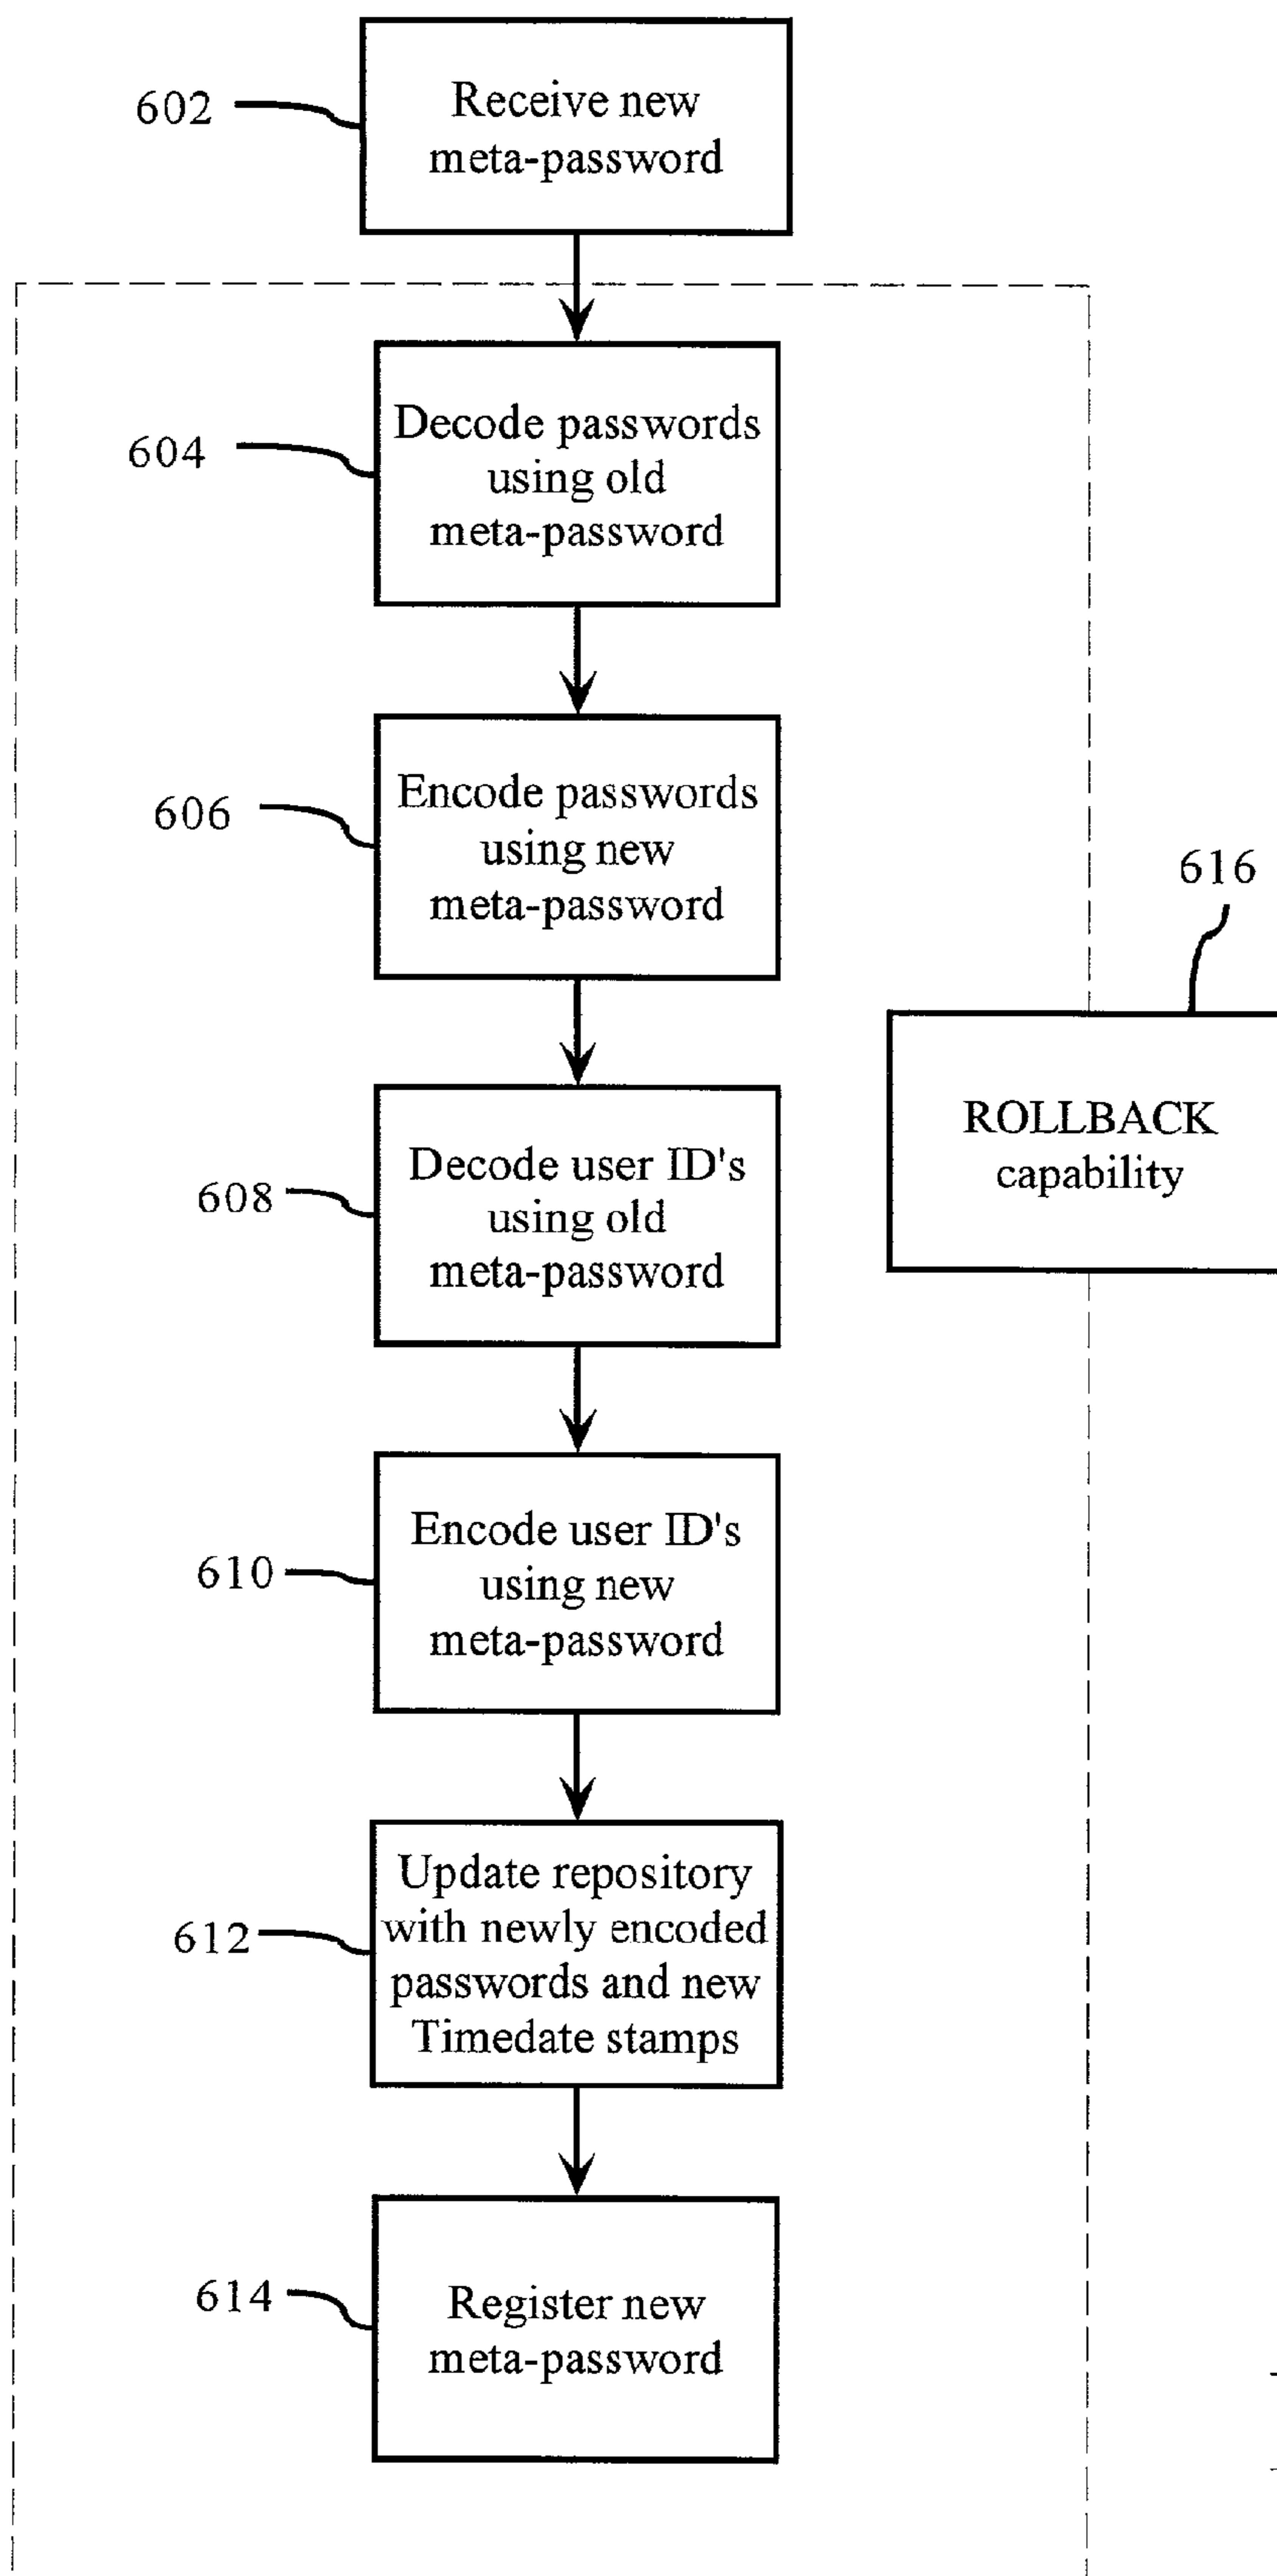 602
Receive new
meta-password
604
Decode passwords
using old
meta-password
606
Encode passwords
using new
meta-password
616
ROLLBACK
capability
608
Decode user ID's
using old
meta-password
610
Encode user ID's
using new
meta-password
612
Update repository
with newly encoded
passwords and new
Timedate stamps
614
Register new
meta-password